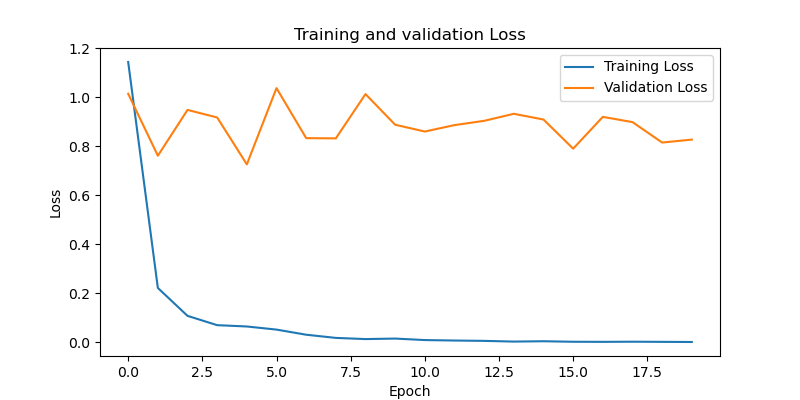 Training and validation Loss
Training Loss
Validation Loss
1.2
1.0
0.8
0.6
0.4
0.2
0.0
Loss
0.0 2.5 5.0 7.5 10.0 12.5 15.0 17.5
Epoch